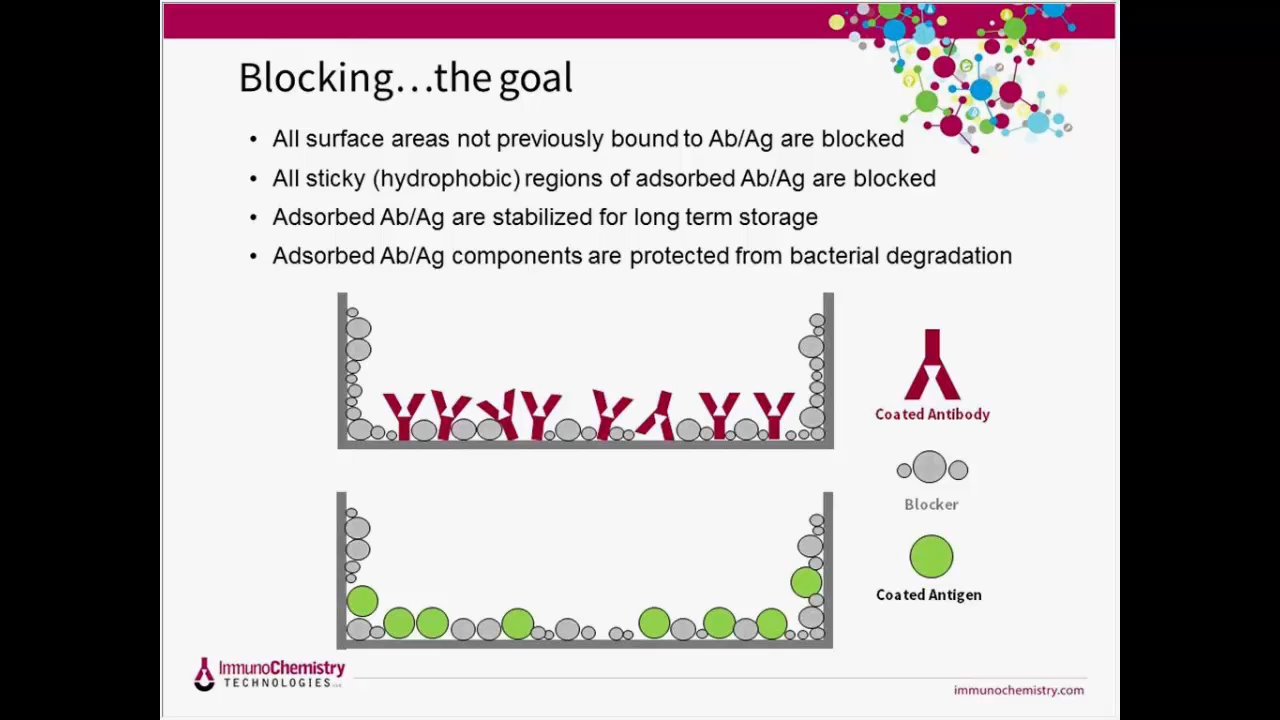 Blocking…the goal
• All surface areas not previously bound to Ab/Ag are blocked
• All sticky (hydrophobic) regions of adsorbed Ab/Ag are blocked
• Adsorbed Ab/Ag are stabilized for long term storage
• Adsorbed Ab/Ag components are protected from bacterial degradation
Coated Antibody
Blocker
Coated Antigen
ImmunoChemistry
TECHNOLOGIES
immunochemistry.com